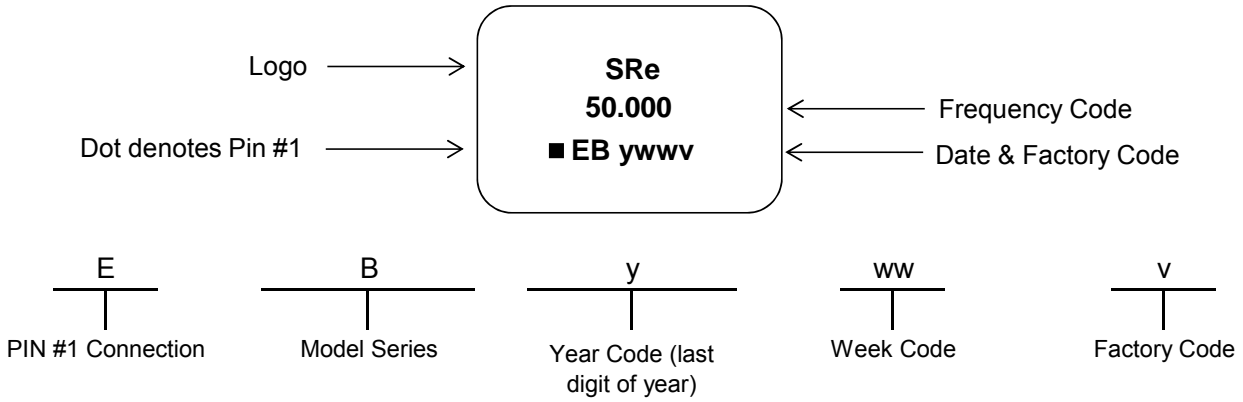 Logo
SRe
50.000
Frequency Code
Dot denotes Pin #1
■ EB ywwv
Date & Factory Code
E
B
y
ww
v
PIN #1 Connection
Model Series
Year Code (last
digit of year)
Week Code
Factory Code